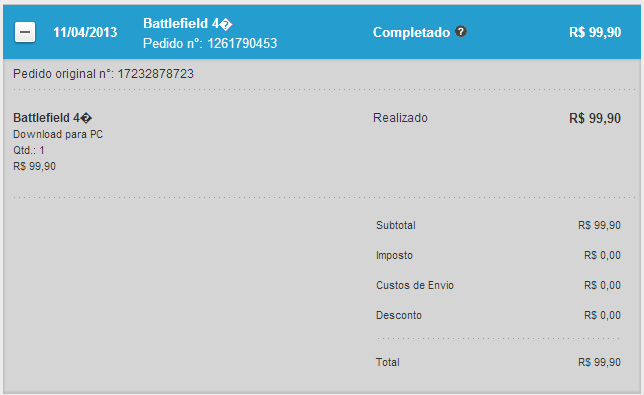 11/04/2013 Battlefield 4� Completado ? R$ 99,90
Pedido n°: 1261790453
Pedido original n°: 17232878723
Battlefield 4� Realizado R$ 99,90
Download para PC
Qtd.: 1
R$ 99,90
Subtotal R$ 99,90
Imposto R$ 0,00
Custos de Envio R$ 0,00
Desconto R$ 0,00
Total R$ 99,90